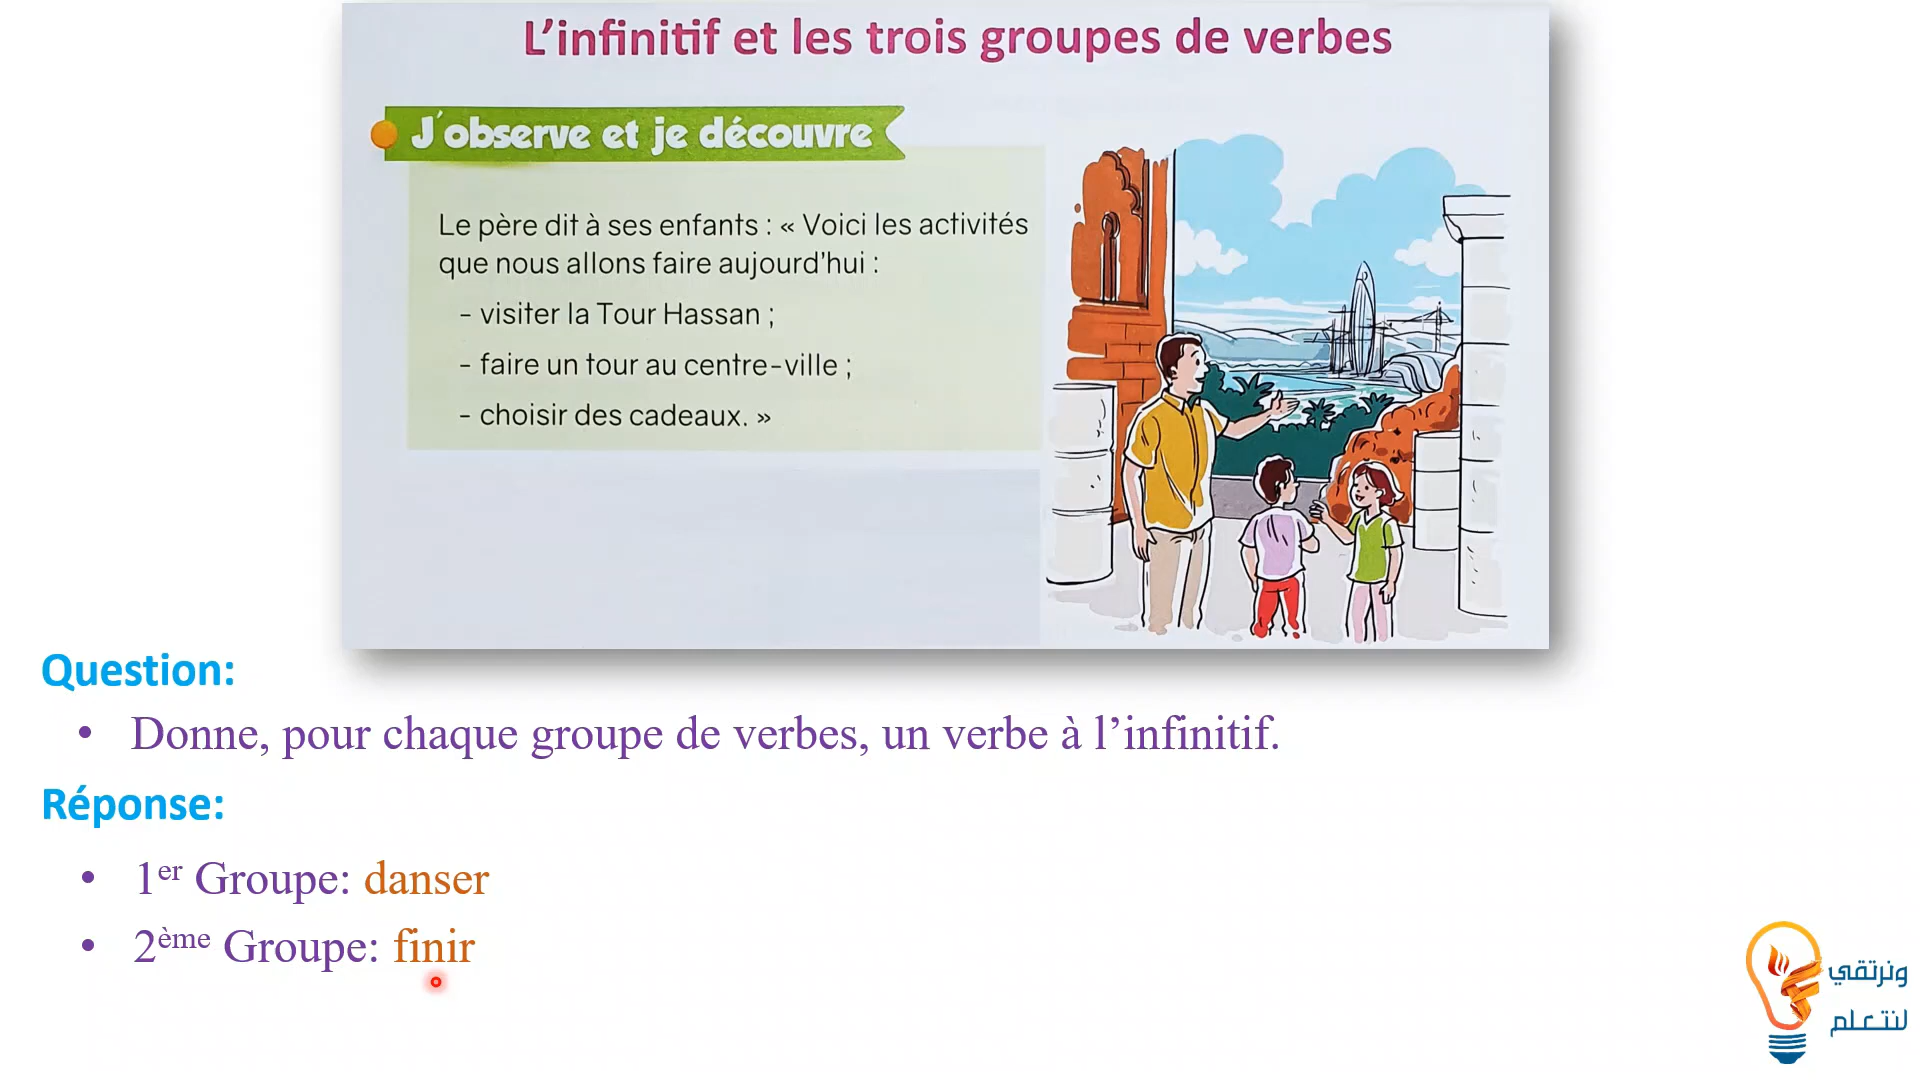 L'infinitif et les trois groupes de verbes
J'observe et je découvre
Le père dit à ses enfants : « Voici les activités
que nous allons faire aujourd'hui :
- visiter la Tour Hassan ;
- faire un tour au centre-ville ;
- choisir des cadeaux. »
Question:
• Donne, pour chaque groupe de verbes, un verbe à l’infinitif.
Réponse:
• 1er Groupe: danser
• 2ème Groupe: finir
ونرتقي
لنتعلم